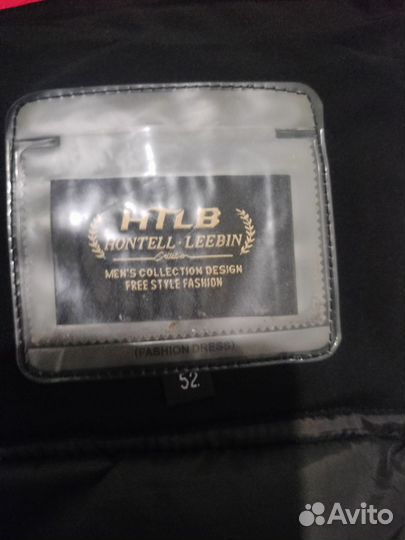 HTLB
HONTELL·LEEBIN
MEN'S COLLECTION DESIGN
FREE STYLE FASHION
(FASHION DRESS)
52.
Avito